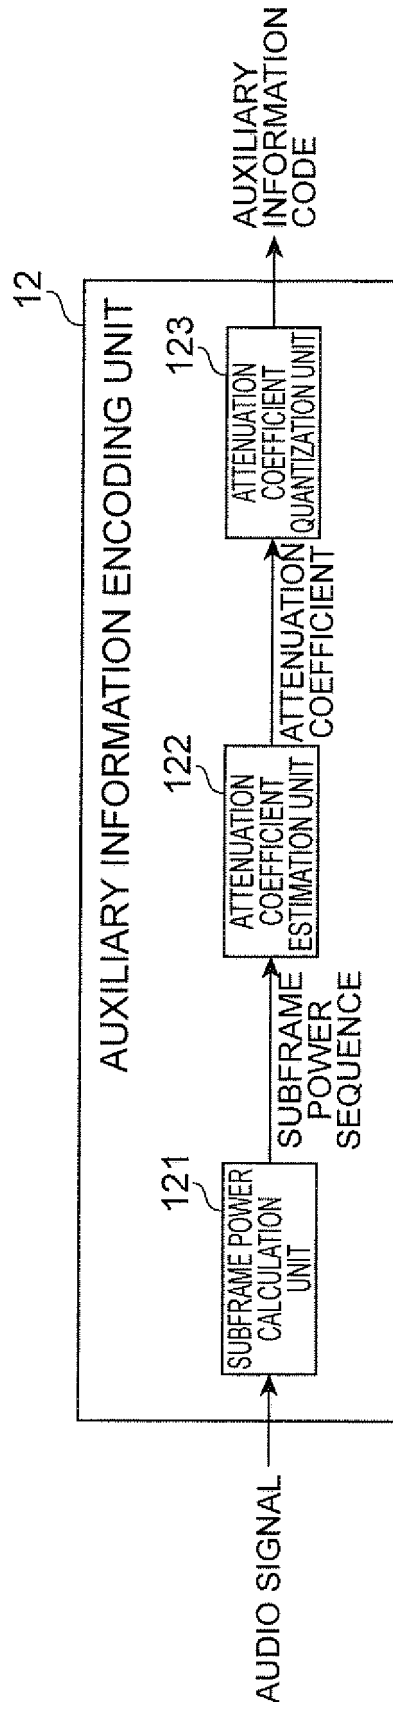 12
AUXILIARY INFORMATION ENCODING UNIT
AUDIO SIGNAL
121
SUBFRAME POWER
CALCULATION
UNIT
SUBFRAME
POWER
SEQUENCE
122
ATTENUATION
COEFFICIENT
ESTIMATION UNIT
ATTENUATION
COEFFICIENT
123
ATTENUATION
COEFFICIENT
QUANTIZATION UNIT
AUXILIARY
INFORMATION
CODE